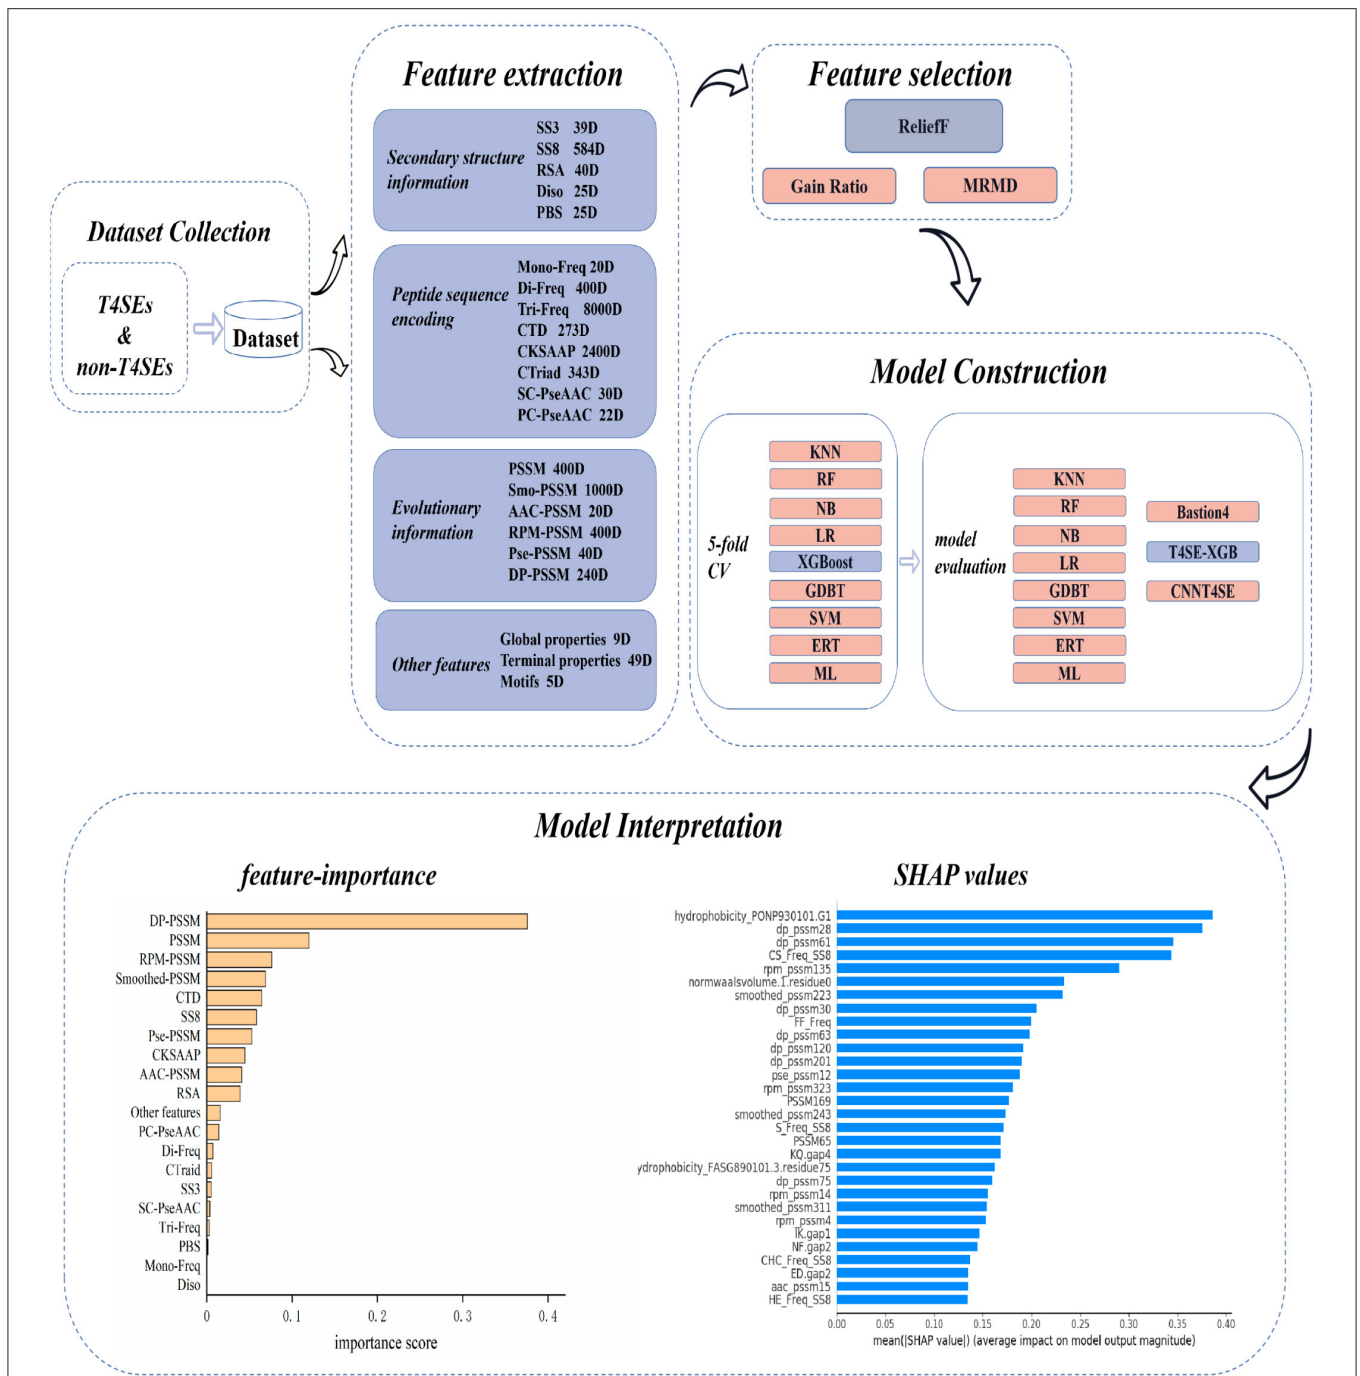 Dataset Collection
T4SEs
&
non-T4SEs
Dataset
Feature extraction
Secondary structure
information
SS3 39D
SS8 584D
RSA 40D
Diso 25D
PBS 25D
Peptide sequence
encoding
Mono-Freq 20D
Di-Freq 400D
Tri-Freq 8000D
CTD 273D
CKSAAP 2400D
CTriad 343D
SC-PseAAC 30D
PC-PseAAC 22D
Evolutionary
information
PSSM 400D
Smo-PSSM 1000D
AAC-PSSM 20D
RPM-PSSM 400D
Pse-PSSM 40D
DP-PSSM 240D
Other features
Global properties 9D
Terminal properties 49D
Motifs 5D
Feature selection
ReliefF
Gain Ratio
MRMD
Model Construction
5-fold
CV
KNN
RF
NB
LR
XGBoost
GDBT
SVM
ERT
ML
model
evaluation
KNN
RF
NB
LR
GDBT
SVM
ERT
ML
Bastion4
T4SE-XGB
CNNT4SE
Model Interpretation
feature-importance
DP-PSSM
PSSM
RPM-PSSM
Smoothed-PSSM
CTD
SS8
Pse-PSSM
CKSAAP
AAC-PSSM
RSA
Other features
PC-PseAAC
Di-Freq
CTraid
SS3
SC-PseAAC
Tri-Freq
PBS
Mono-Freq
Diso
0 0.1 0.2 0.3 0.4
importance score
SHAP values
hydrophobicity_PONP930101.G1
dp_pssm28
dp_pssm61
CS_Freq_SS8
rpm_pssm135
normwaalsvolume.1.residue0
smoothed_pssm223
dp_pssm30
FF_Freq
dp_pssm63
dp_pssm120
dp_pssm201
pse_pssm12
rpm_pssm323
PSSM169
smoothed_pssm243
S_Freq_SS8
PSSM65
KQ.gap4
ydrophobicity_FASG890101.3.residue75
dp_pssm75
rpm_pssm14
smoothed_pssm311
rpm_pssm4
IK.gap1
NF.gap2
CHC_Freq_SS8
ED.gap2
aac_pssm15
HE_Freq_SS8
0.00 0.05 0.10 0.15 0.20 0.25 0.30 0.35 0.40
mean(|SHAP value|) (average impact on model output magnitude)